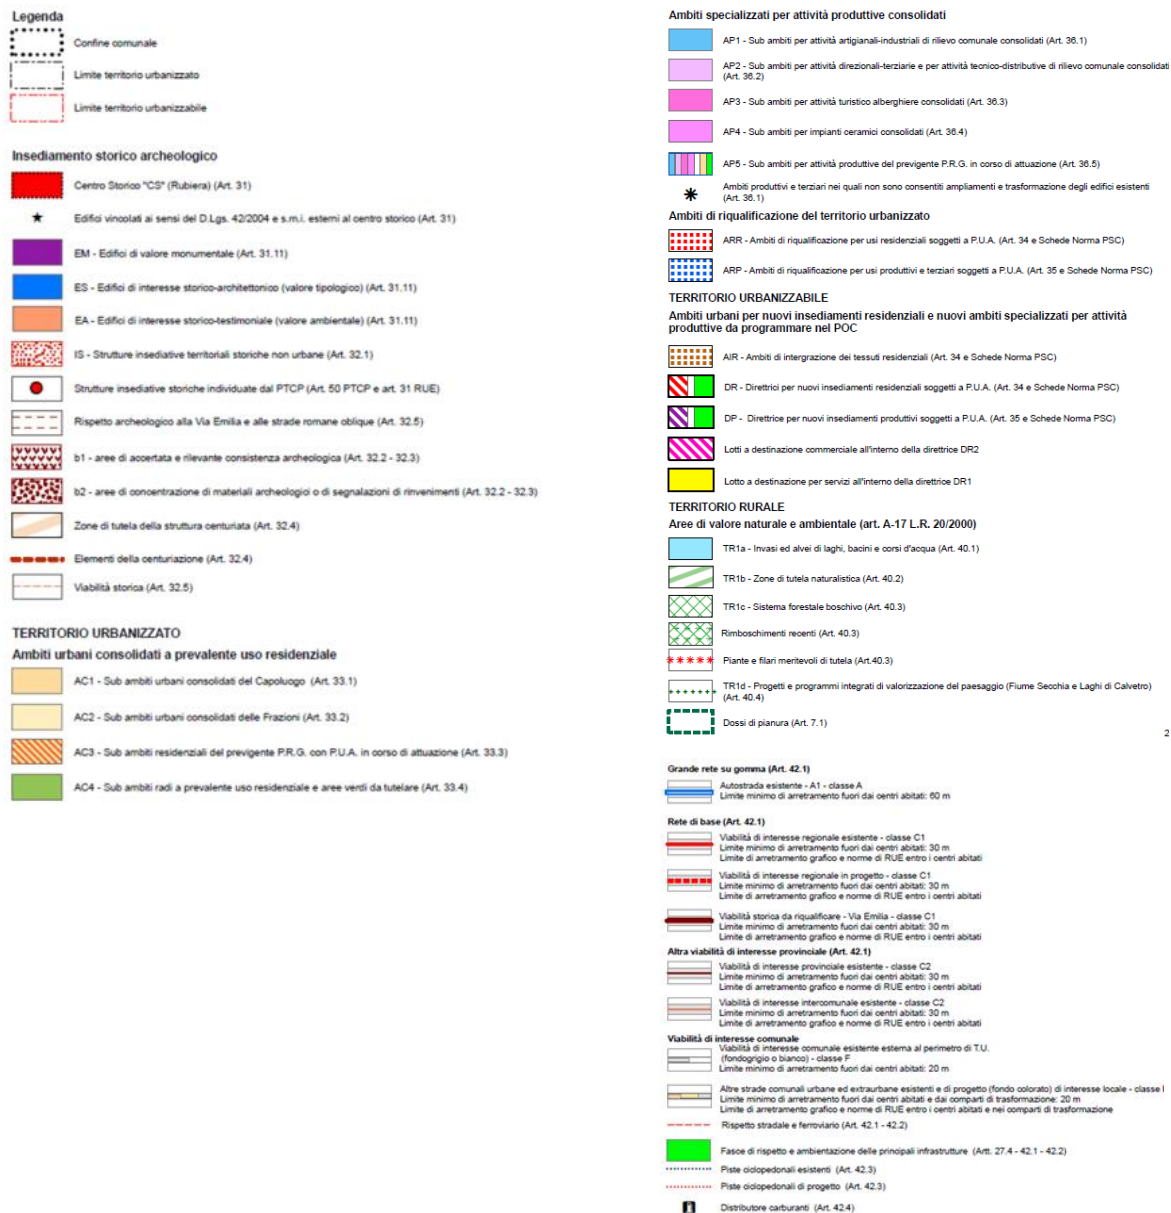 Legenda
Confine comunale
Limite territorio urbanizzato
Limite territorio urbanizzabile
Insediamento storico archeologico
Centro Storico "CS" (Rubiera) (Art. 31)
Edifici vincolati ai sensi del D.Lgs. 42/2004 e s.m.i. esterni al centro storico (Art. 31)
EM - Edifici di valore monumentale (Art. 31.11)
ES - Edifici di interesse storico-architettonico (valore tipologico) (Art. 31.11)
EA - Edifici di interesse storico-testimoniale (valore ambientale) (Art. 31.11)
IS - Strutture insediative territoriali storiche non urbane (Art. 32.1)
Strutture insediative storiche individuate dal PTCP (Art. 50 PTCP e art. 31 RUE)
Rispetto archeologico alla Via Emilia e alle strade romane oblique (Art. 32.5)
b1 - aree di accertata e rilevante consistenza archeologica (Art. 32.2 - 32.3)
b2 - aree di concentrazione di materiali archeologici o di segnalazioni di rinvenimenti (Art. 32.2 - 32.3)
Zone di tutela della struttura centuriata (Art. 32.4)
Elementi della centuriazione (Art. 32.4)
Viabilità storica (Art. 32.5)
TERRITORIO URBANIZZATO
Ambiti urbani consolidati a prevalente uso residenziale
AC1 - Sub ambiti urbani consolidati del Capoluogo (Art. 33.1)
AC2 - Sub ambiti urbani consolidati delle Frazioni (Art. 33.2)
AC3 - Sub ambiti residenziali del previgente P.R.G. con P.U.A. in corso di attuazione (Art. 33.3)
AC4 - Sub ambiti radi a prevalente uso residenziale e aree verdi da tutelare (Art. 33.4)
Ambiti specializzati per attività produttive consolidati
AP1 - Sub ambiti per attività artigianali-industriali di rilievo comunale consolidati (Art. 36.1)
AP2 - Sub ambiti per attività direzionali-terziarie e per attività tecnico-distributive di rilievo comunale consolidati
(Art. 36.2)
AP3 - Sub ambiti per attività turistico alberghiere consolidati (Art. 36.3)
AP4 - Sub ambiti per impianti ceramici consolidati (Art. 36.4)
AP5 - Sub ambiti per attività produttive del previgente P.R.G. in corso di attuazione (Art. 36.5)
Ambiti produttivi e terziari nei quali non sono consentiti ampliamenti e trasformazione degli edifici esistenti
(Art. 36.1)
Ambiti di riqualificazione del territorio urbanizzato
ARR - Ambiti di riqualificazione per usi residenziali soggetti a P.U.A. (Art. 34 e Schede Norma PSC)
ARP - Ambiti di riqualificazione per usi produttivi e terziari soggetti a P.U.A. (Art. 35 e Schede Norma PSC)
TERRITORIO URBANIZZABILE
Ambiti urbani per nuovi insediamenti residenziali e nuovi ambiti specializzati per attività
produttive da programmare nel POC
AIR - Ambiti di intergrazione dei tessuti residenziali (Art. 34 e Schede Norma PSC)
DR - Direttrici per nuovi insediamenti residenziali soggetti a P.U.A. (Art. 34 e Schede Norma PSC)
DP - Direttrice per nuovi insediamenti produttivi soggetti a P.U.A. (Art. 35 e Schede Norma PSC)
Lotti a destinazione commerciale all'interno della direttrice DR2
Lotto a destinazione per servizi all'interno della direttrice DR1
TERRITORIO RURALE
Aree di valore naturale e ambientale (art. A-17 L.R. 20/2000)
TR1a - Invasi ed alvei di laghi, bacini e corsi d'acqua (Art. 40.1)
TR1b - Zone di tutela naturalistica (Art. 40.2)
TR1c - Sistema forestale boschivo (Art. 40.3)
Rimboschimenti recenti (Art. 40.3)
Piante e filari meritevoli di tutela (Art.40.3)
TR1d - Progetti e programmi integrati di valorizzazione del paesaggio (Fiume Secchia e Laghi di Calvetro)
(Art. 40.4)
Dossi di pianura (Art. 7.1)
2
Grande rete su gomma (Art. 42.1)
Autostrada esistente - A1 - classe A
Limite minimo di arretramento fuori dai centri abitati: 60 m
Rete di base (Art. 42.1)
Viabilità di interesse regionale esistente - classe C1
Limite minimo di arretramento fuori dai centri abitati: 30 m
Limite di arretramento grafico e norme di RUE entro i centri abitati
Viabilità di interesse regionale in progetto - classe C1
Limite minimo di arretramento fuori dai centri abitati: 30 m
Limite di arretramento grafico e norme di RUE entro i centri abitati
Viabilità storica da riqualificare - Via Emilia - classe C1
Limite minimo di arretramento fuori dai centri abitati: 30 m
Limite di arretramento grafico e norme di RUE entro i centri abitati
Altra viabilità di interesse provinciale (Art. 42.1)
Viabilità di interesse provinciale esistente - classe C2
Limite minimo di arretramento fuori dai centri abitati: 30 m
Limite di arretramento grafico e norme di RUE entro i centri abitati
Viabilità di interesse intercomunale esistente - classe C2
Limite minimo di arretramento fuori dai centri abitati: 30 m
Limite di arretramento grafico e norme di RUE entro i centri abitati
Viabilità di interesse comunale
Viabilità di interesse comunale esistente esterna al perimetro di T.U.
(fondogrigio o bianco) - classe F
Limite minimo di arretramento fuori dai centri abitati: 20 m
Altre strade comunali urbane ed extraurbane esistenti e di progetto (fondo colorato) di interesse locale - classe
Limite minimo di arretramento fuori dai centri abitati e dai comparti di trasformazione: 20 m
Limite di arretramento grafico e norme di RUE entro i centri abitati e nei comparti di trasformazione
Rispetto stradale e ferroviario (Art. 42.1 - 42.2)
Fasce di rispetto e ambientazione delle principali infrastrutture (Artt. 27.4 - 42.1 - 42.2)
Piste ciclopedonali esistenti (Art. 42.3)
Piste ciclopedonali di progetto (Art. 42.3)
Distributore carburanti (Art. 42.4)